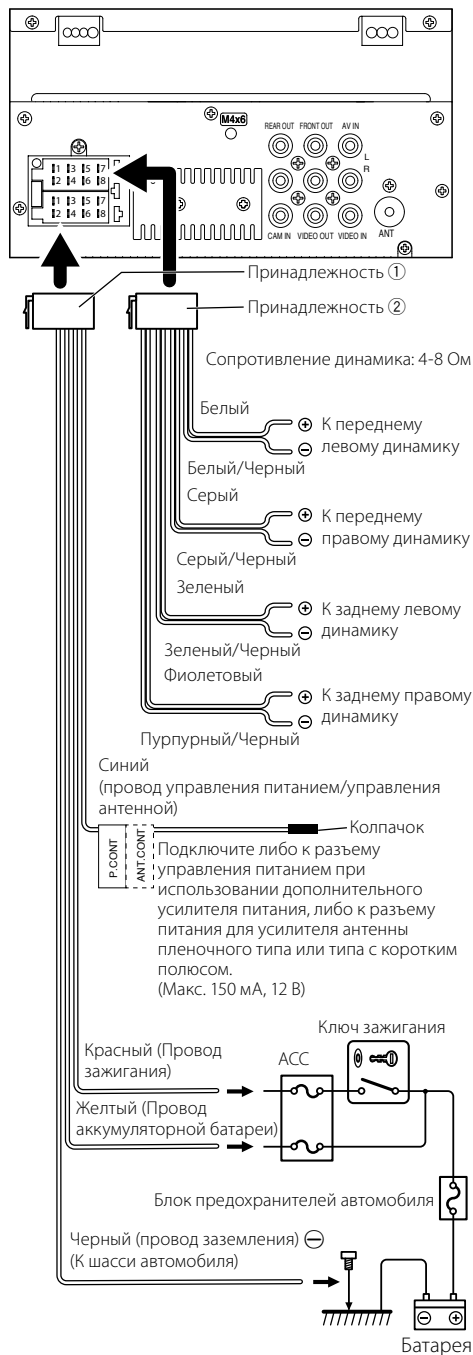 M4x6
REAR OUT FRONT OUT AV IN
L
R
1 3 5 7
2 4 6 8
1 3 5 7
2 4 6 8
CAM IN VIDEO OUT VIDEO IN
ANT
Принадлежность ①
Принадлежность ②
Сопротивление динамика: 4-8 Ом
Белый
⊕ К переднему
⊖ левому динамику
Белый/Черный
Серый
⊕ К переднему
⊖ правому динамику
Серый/Черный
Зеленый
⊕ К заднему левому
⊖ динамику
Зеленый/Черный
Фиолетовый
⊕ К заднему правому
⊖ динамику
Пурпурный/Черный
Синий
(провод управления питанием/управления
антенной)
Колпачок
P.CONT
ANT.CONT
Подключите либо к разъему
управления питанием при
использовании дополнительного
усилителя питания, либо к разъему
питания для усилителя антенны
пленочного типа или типа с коротким
полюсом.
(Макс. 150 мА, 12 В)
Ключ зажигания
Красный (Провод
зажигания)
ACC
Желтый (Провод
аккумуляторной батареи)
Блок предохранителей автомобиля
Черный (провод заземления) ⊖
(К шасси автомобиля)
⊖ ⊕
Батарея